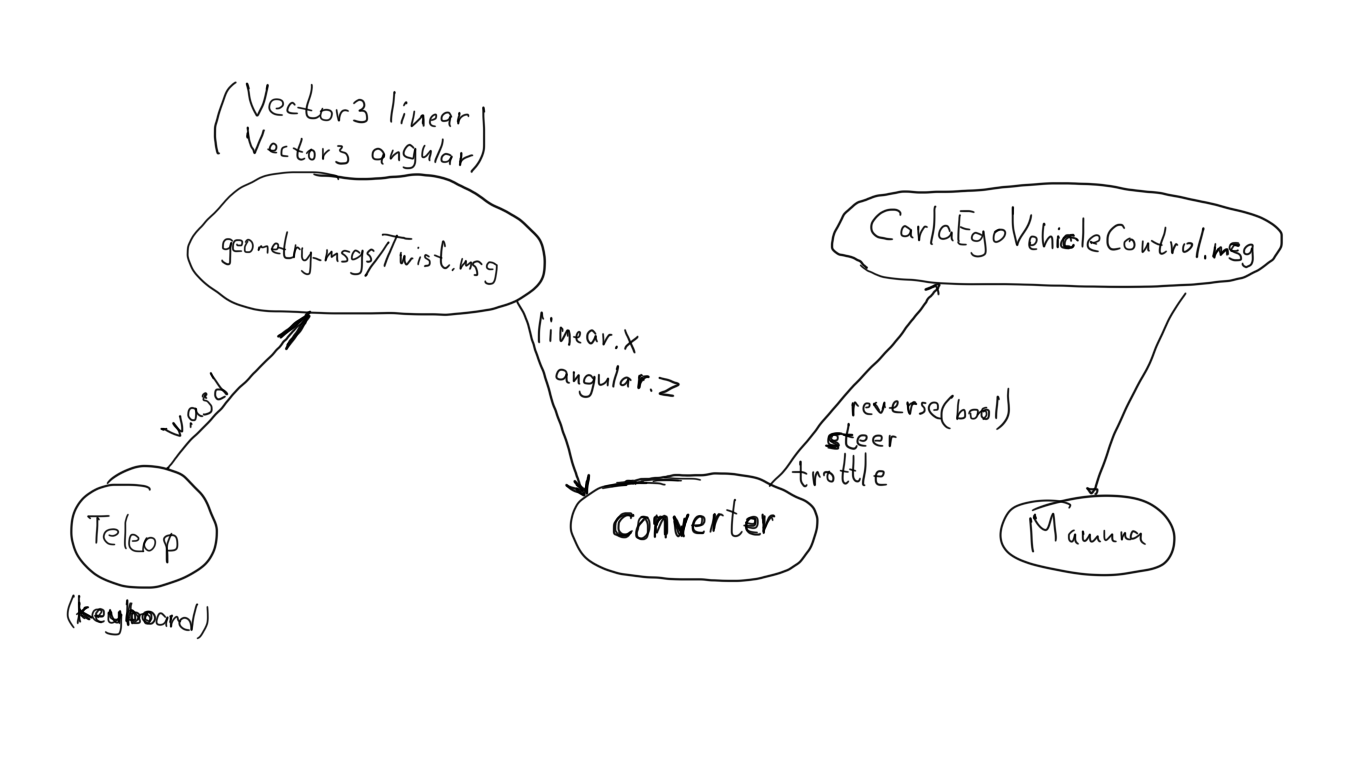 (Vector3 linear
Vector3 angular)
geometry_msgs/Twist.msg
CarlaEgoVehicleControl.msg
linear.x
angular.z
wasd
reverse(bool)
steer
trottle
Teleop
(keyboard)
converter
Машина